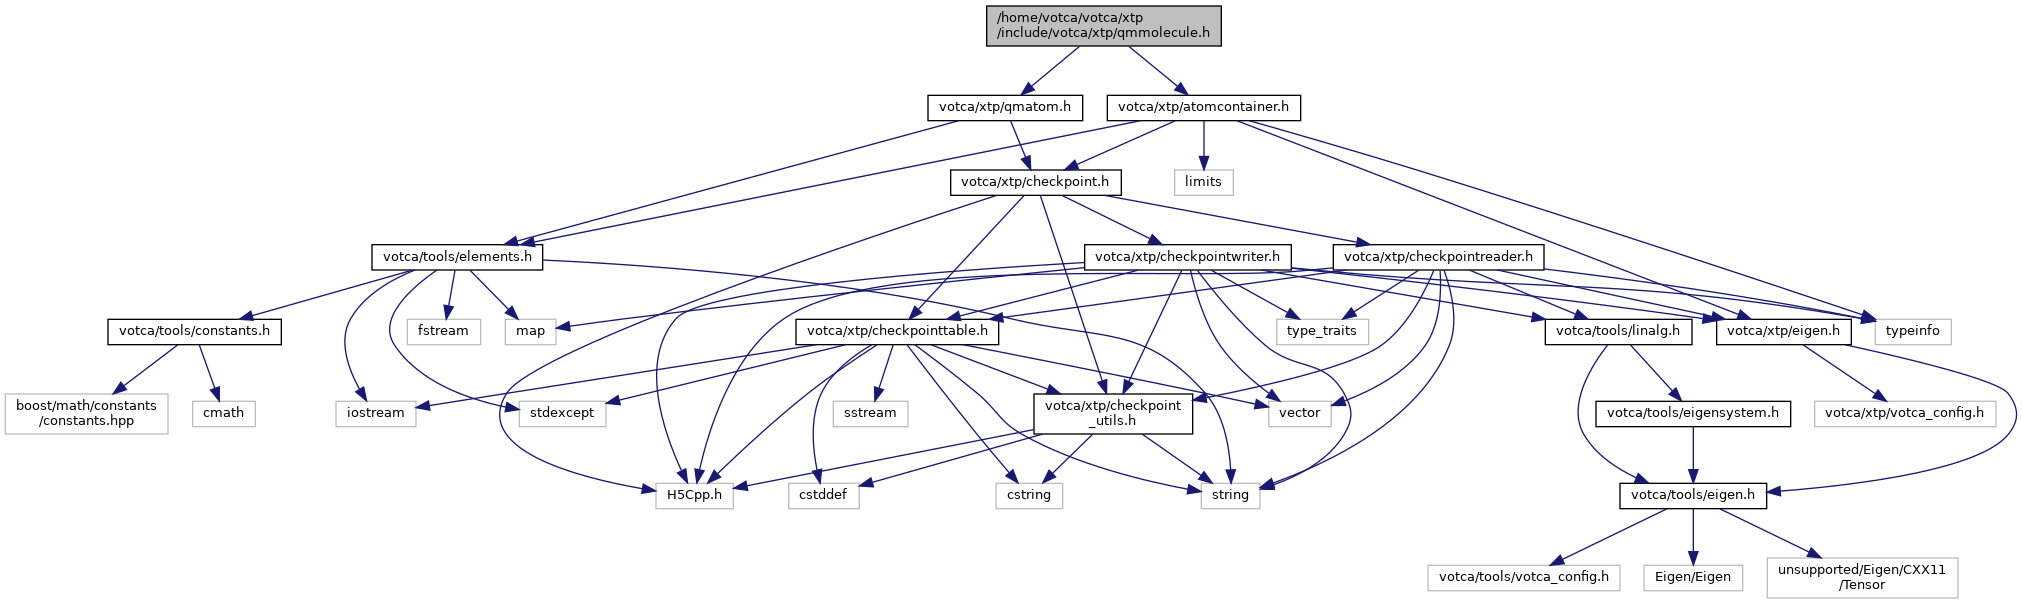 /home/votca/votca/xtp
/include/votca/xtp/qmmolecule.h
votca/xtp/qmatom.h
votca/xtp/atomcontainer.h
votca/xtp/checkpoint.h
limits
votca/tools/elements.h
votca/xtp/checkpointwriter.h
votca/xtp/checkpointreader.h
votca/tools/constants.h
fstream
map
votca/xtp/checkpointtable.h
type_traits
votca/tools/linalg.h
votca/xtp/eigen.h
typeinfo
boost/math/constants
/constants.hpp
cmath
iostream
stdexcept
sstream
votca/xtp/checkpoint
_utils.h
vector
votca/tools/eigensystem.h
votca/xtp/votca_config.h
H5Cpp.h
cstddef
cstring
string
votca/tools/eigen.h
votca/tools/votca_config.h
Eigen/Eigen
unsupported/Eigen/CXX11
/Tensor